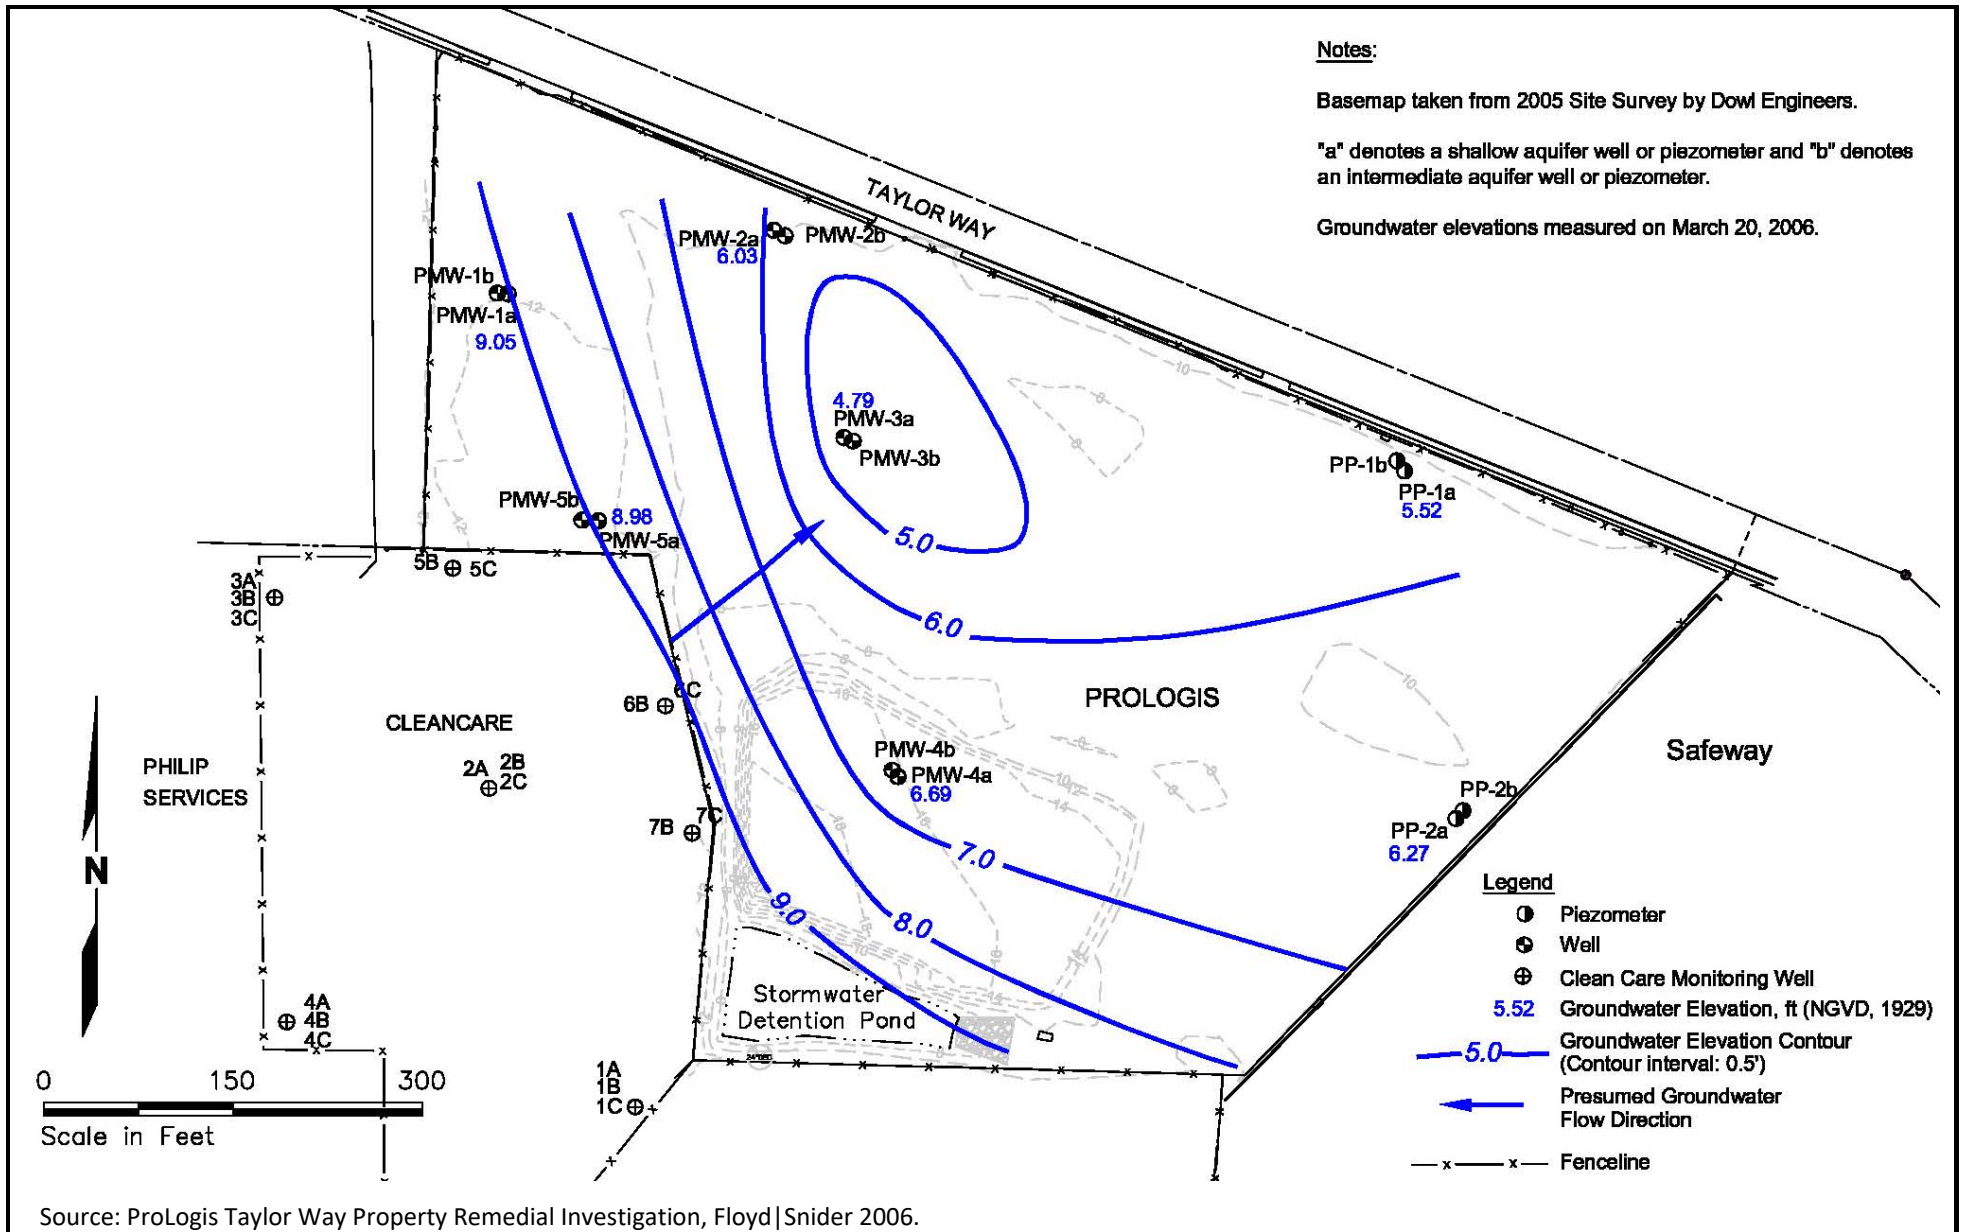 Notes:
Basemap taken from 2005 Site Survey by Dowl Engineers.
"a" denotes a shallow aquifer well or piezometer and "b" denotes
an intermediate aquifer well or piezometer.
Groundwater elevations measured on March 20, 2006.
TAYLOR WAY
PMW-2a
PMW-2b
6.03
PMW-1b
PMW-1a
9.05
4.79
PMW-3a
PMW-3b
PP-1b
PP-1a
5.52
PMW-5b
8.98
PMW-5a
5.0
5B
5C
3A
3B
3C
6.0
6C
6B
PROLOGIS
CLEANCARE
PHILIP
SERVICES
2A
2B
2C
PMW-4b
PMW-4a
6.69
Safeway
7C
7B
PP-2b
PP-2a
6.27
7.0
9.0
8.0
N
Stormwater
Detention Pond
4A
4B
4C
1A
1B
1C
0 150 300
Scale in Feet
Legend
Piezometer
Well
Clean Care Monitoring Well
5.52 Groundwater Elevation, ft (NGVD, 1929)
5.0 Groundwater Elevation Contour
(Contour interval: 0.5')
Presumed Groundwater
Flow Direction
x x Fenceline
Source: ProLogis Taylor Way Property Remedial Investigation, Floyd|Snider 2006.